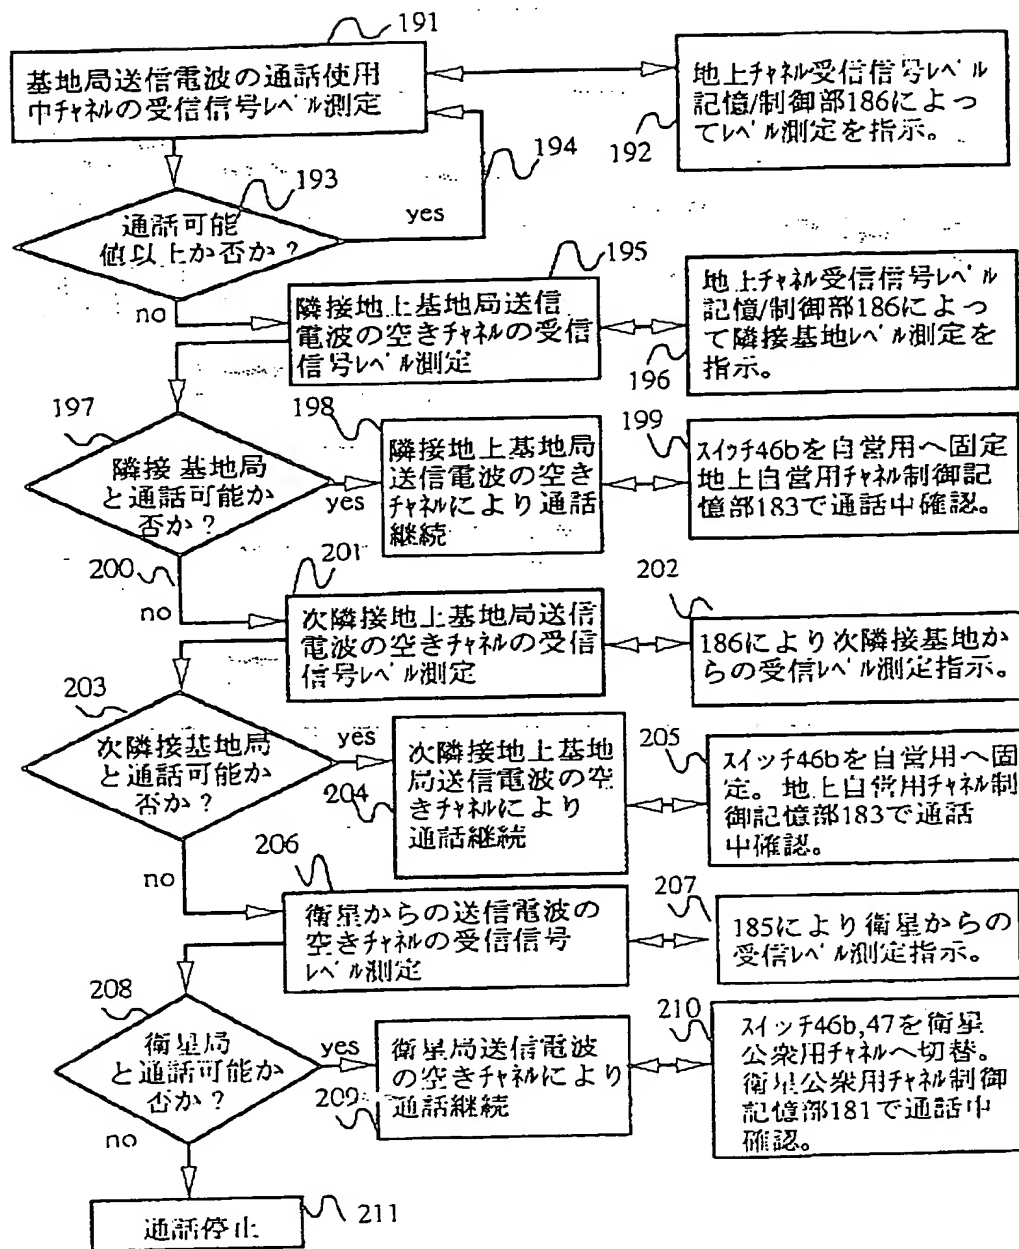 191
基地局送信電波の通話使用
中ﾁｬﾈﾙの受信信号ﾚﾍﾞﾙ測定
地上ﾁｬﾈﾙ受信信号ﾚﾍﾞﾙ
記憶/制御部186によっ
てﾚﾍﾞﾙ測定を指示。
192
193
194
通話可能
値以上か否か?
yes
no
195
隣接地上基地局送信
電波の空きﾁｬﾈﾙの受信
信号ﾚﾍﾞﾙ測定
地上ﾁｬﾈﾙ受信信号ﾚﾍﾞﾙ
記憶/制御部186によっ
て隣接基地ﾚﾍﾞﾙ測定を
指示。
196
197
隣接基地局
と通話可能か
否か?
yes
198
隣接地上基地局
送信電波の空き
ﾁｬﾈﾙにより通話
継続
199
ｽｲｯﾁ46bを自営用へ固定
地上自営用ﾁｬﾈﾙ制御記
憶部183で通話中確認。
200
no
201
次隣接地上基地局送信
電波の空きﾁｬﾈﾙの受信
信号ﾚﾍﾞﾙ測定
202
186により次隣接基地か
らの受信ﾚﾍﾞﾙ測定指示。
203
次隣接基地局
と通話可能か
否か?
yes
204
次隣接地上基地
局送信電波の空
きﾁｬﾈﾙにより
通話継続
205
ｽｲｯﾁ46bを自営用へ固
定。地上自営用ﾁｬﾈﾙ制
御記憶部183で通話
中確認。
no
206
衛星からの送信電波の
空きﾁｬﾈﾙの受信信号
ﾚﾍﾞﾙ測定
207
185により衛星からの
受信ﾚﾍﾞﾙ測定指示。
208
衛星局
と通話可能か
否か?
yes
209
衛星局送信電波
の空きﾁｬﾈﾙにより
通話継続
210
ｽｲｯﾁ46b,47を衛星
公衆用ﾁｬﾈﾙへ切替。
衛星公衆用ﾁｬﾈﾙ制御
記憶部181で通話中
確認。
no
通話停止
211